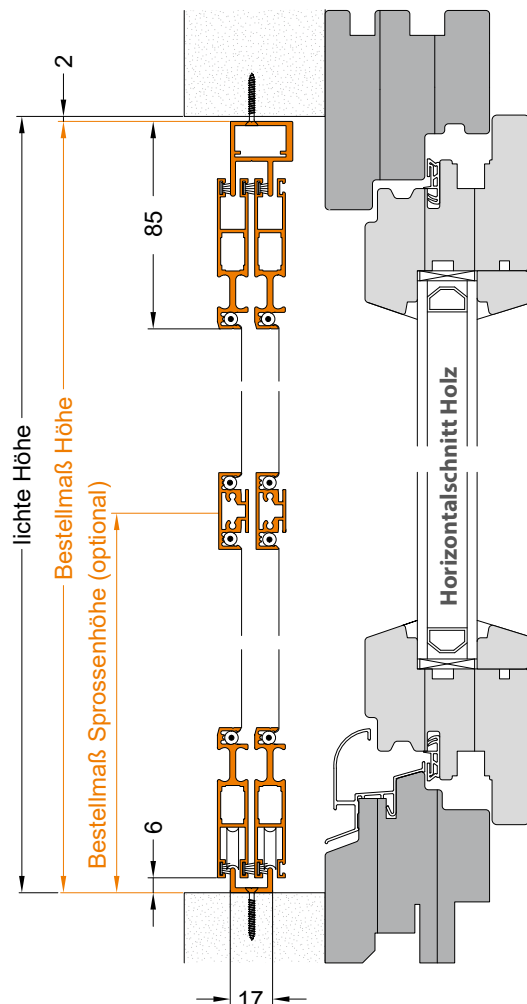 2
85
lichte Höhe
Bestellmaß Höhe
Bestellmaß Sprossenhöhe (optional)
Horizontalschnitt Holz
6
17